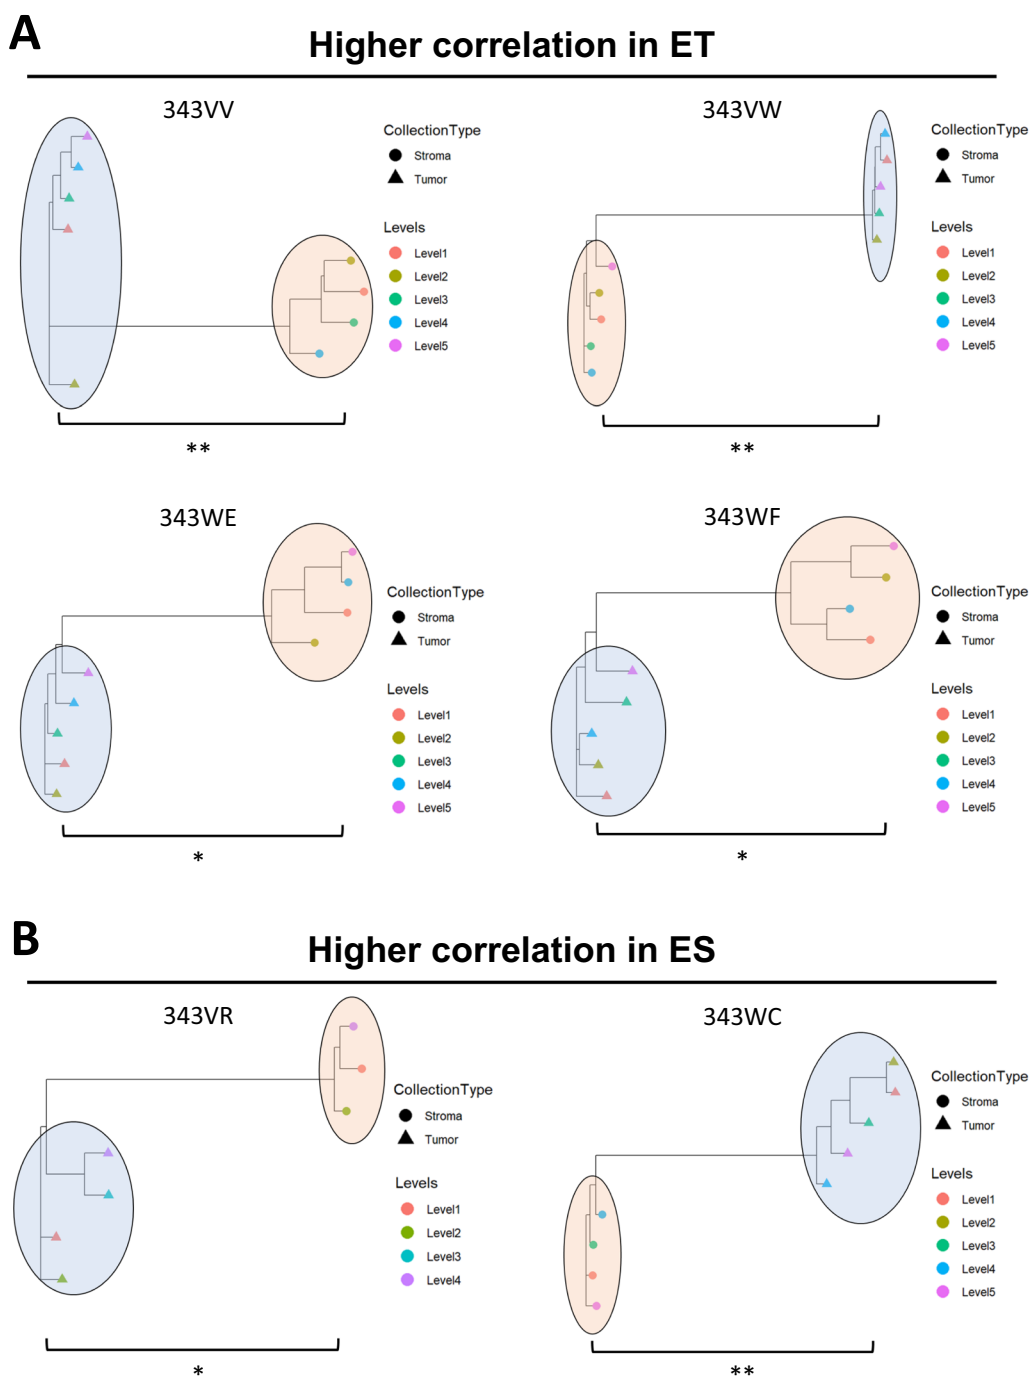 A
Higher correlation in ET
343VV
CollectionType
Stroma
Tumor
Levels
Level1
Level2
Level3
Level4
Level5
**
343VW
CollectionType
Stroma
Tumor
Levels
Level1
Level2
Level3
Level4
Level5
**
343WE
CollectionType
Stroma
Tumor
Levels
Level1
Level2
Level3
Level4
Level5
*
343WF
CollectionType
Stroma
Tumor
Levels
Level1
Level2
Level3
Level4
Level5
*
B
Higher correlation in ES
343VR
CollectionType
Stroma
Tumor
Levels
Level1
Level2
Level3
Level4
*
343WC
CollectionType
Stroma
Tumor
Levels
Level1
Level2
Level3
Level4
Level5
**